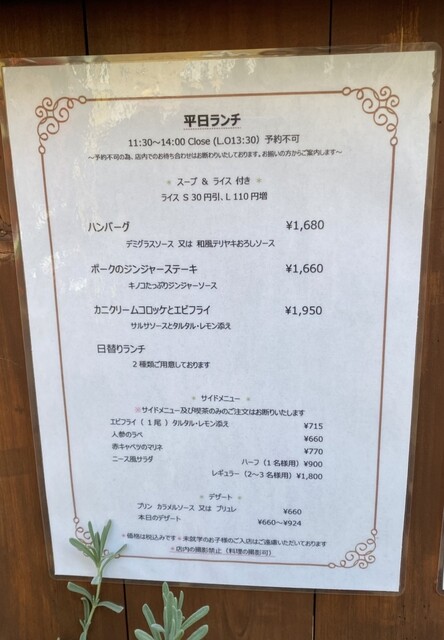 平日ランチ
11:30～14:00 Close (L.O13:30) 予約不可
～予約不可の為、店内でのお待ち合わせはお断りいたしております。お揃いの方からご案内します～
＊ スープ & ライス 付き ＊
ライス S 30円引、L 110円増
ハンバーグ ¥1,680
デミグラスソース 又は 和風テリヤキおろしソース
ポークのジンジャーステーキ ¥1,660
キノコたっぷりジンジャーソース
カニクリームコロッケとエビフライ ¥1,950
サルサソースとタルタル・レモン添え
日替りランチ
2種類ご用意しております
＊ サイドメニュー ＊
※サイドメニュー及び喫茶のみのご注文はお断りいたします
エビフライ（1尾）タルタル・レモン添え ¥715
人参のラペ ¥660
赤キャベツのマリネ ¥770
ニース風サラダ ハーフ（1名様用）¥900
レギュラー（2～3名様用）¥1,800
＊ デザート ＊
プリン カラメルソース 又は ブリュレ ¥660
本日のデザート ¥660～¥924
＊価格は税込みです＊未就学のお子様のご入店はご遠慮いただいております
＊店内の撮影禁止（料理の撮影可）